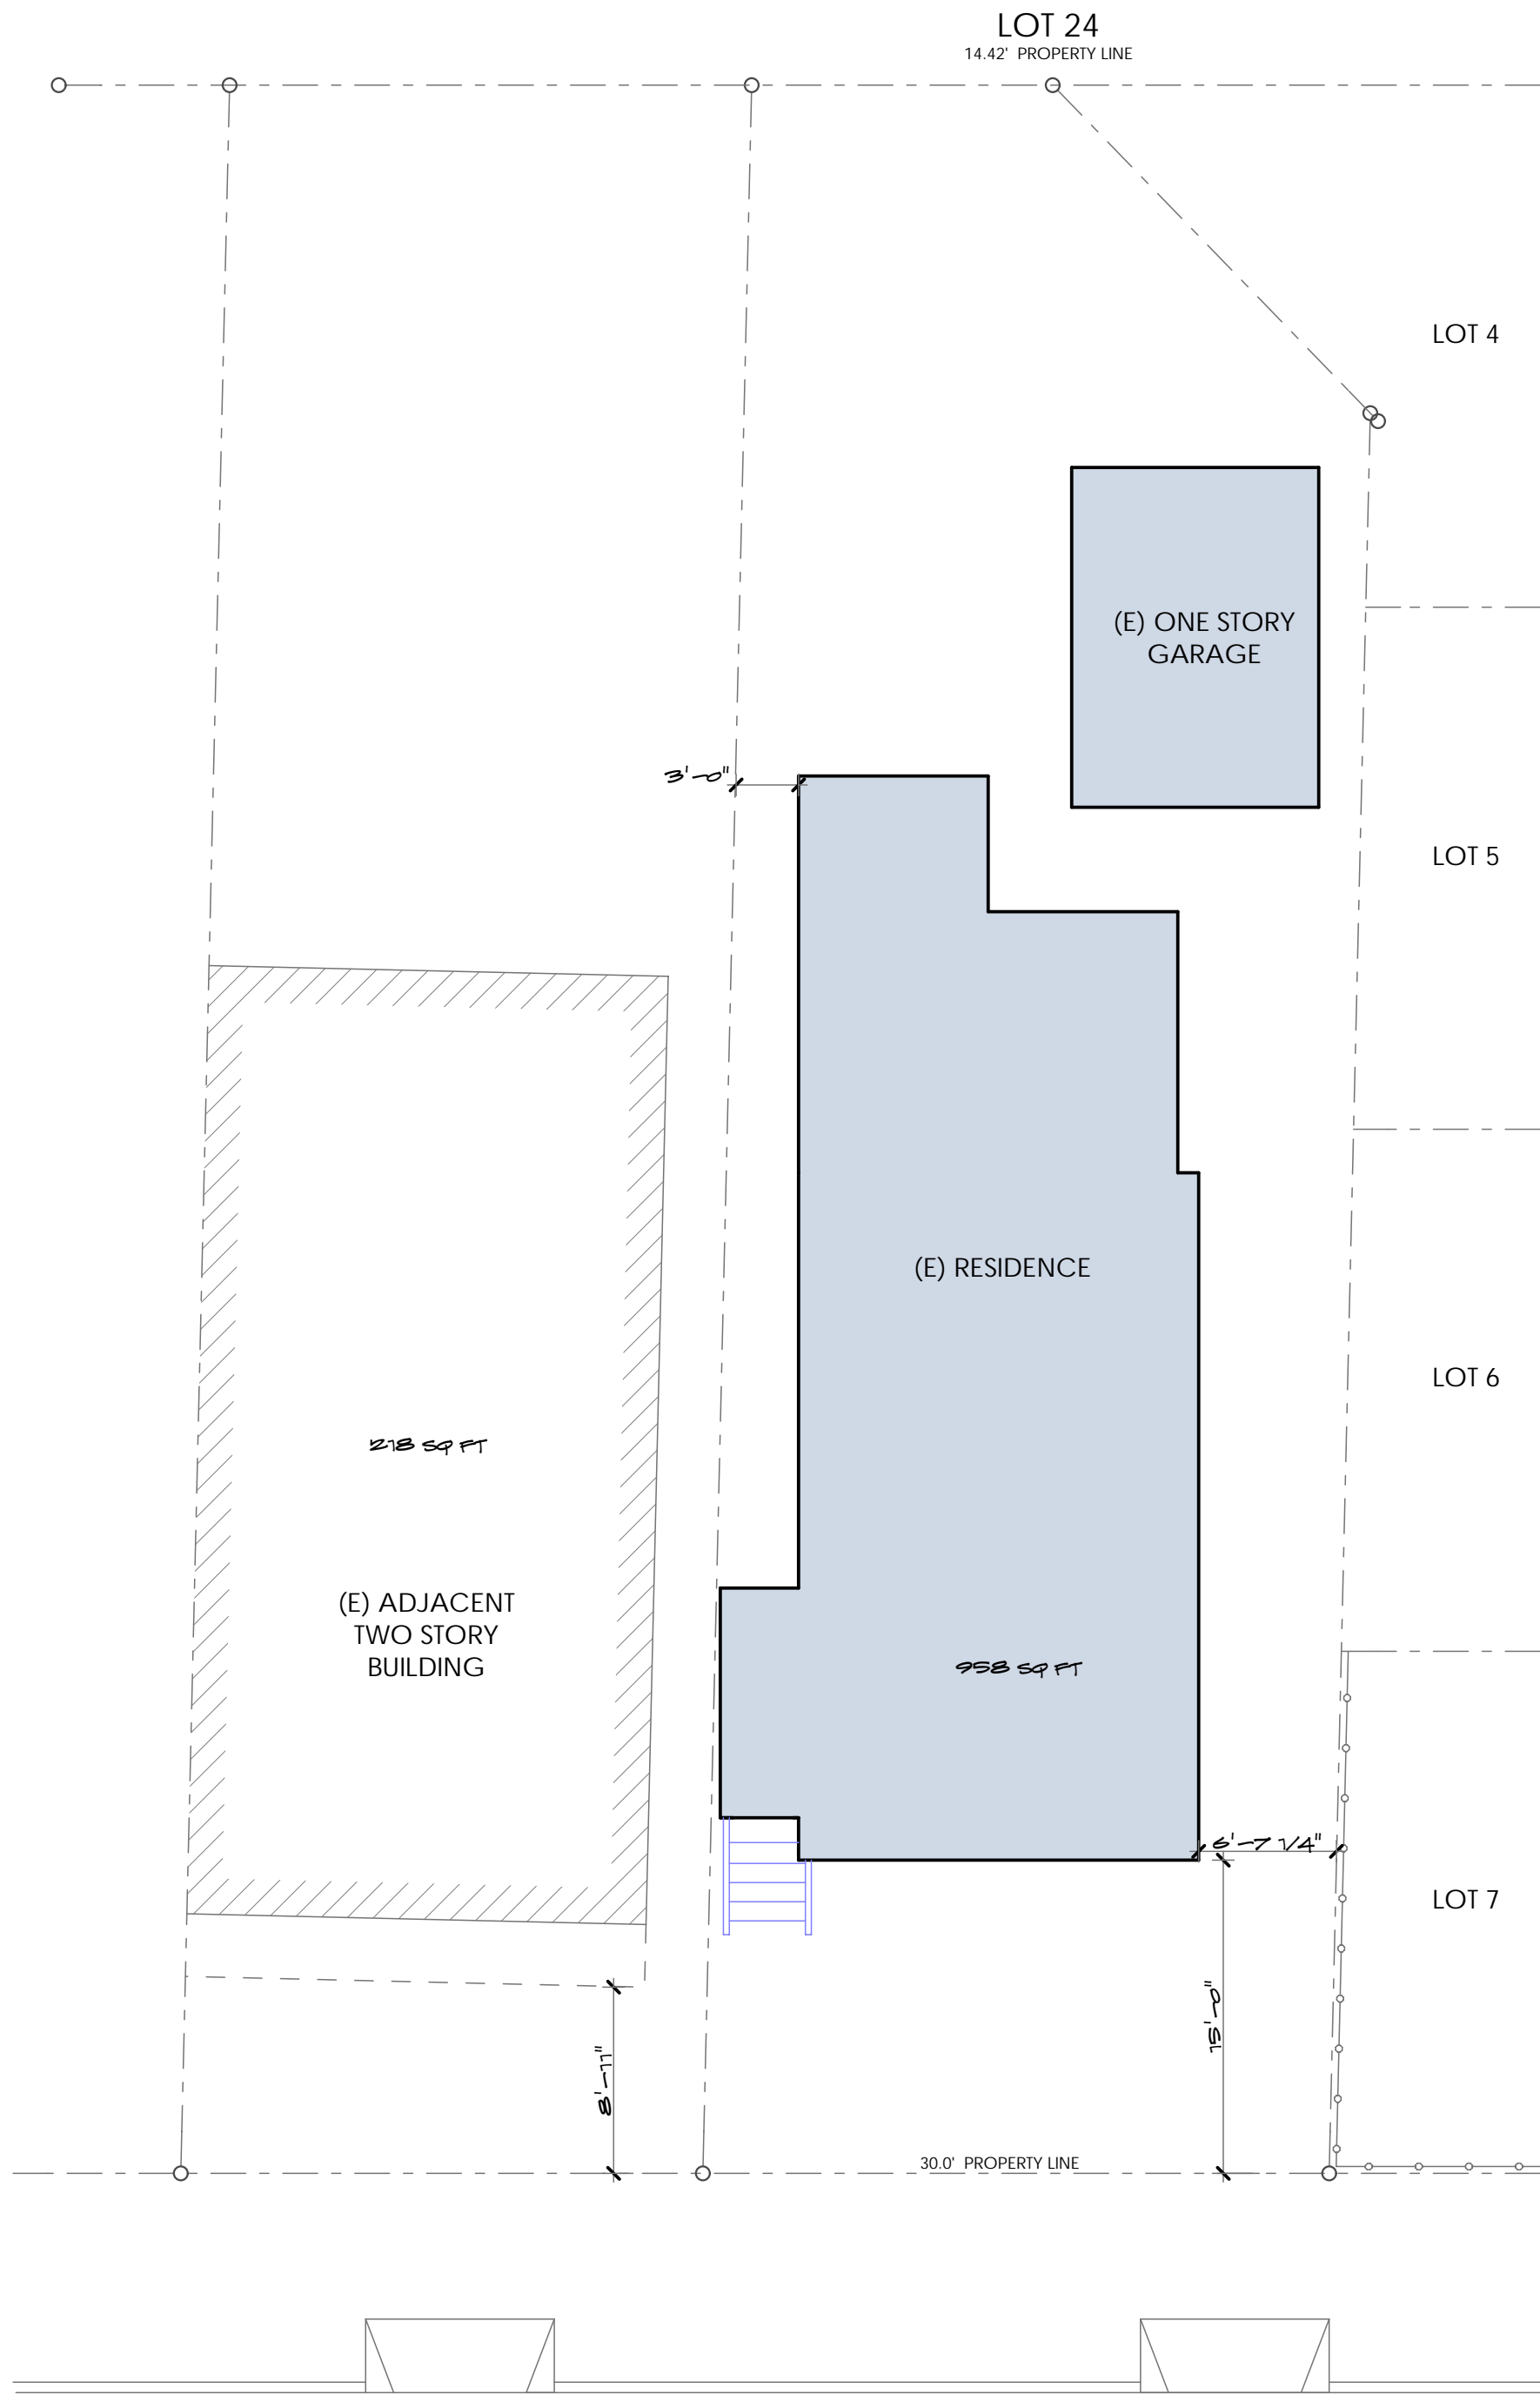 LOT 24
14.42' PROPERTY LINE
LOT 4
(E) ONE STORY
GARAGE
3'-0"
LOT 5
(E) RESIDENCE
LOT 6
218 SQ FT
(E) ADJACENT
TWO STORY
BUILDING
958 SQ FT
6'-7 1/4"
LOT 7
15'-0"
8'-11"
30.0' PROPERTY LINE